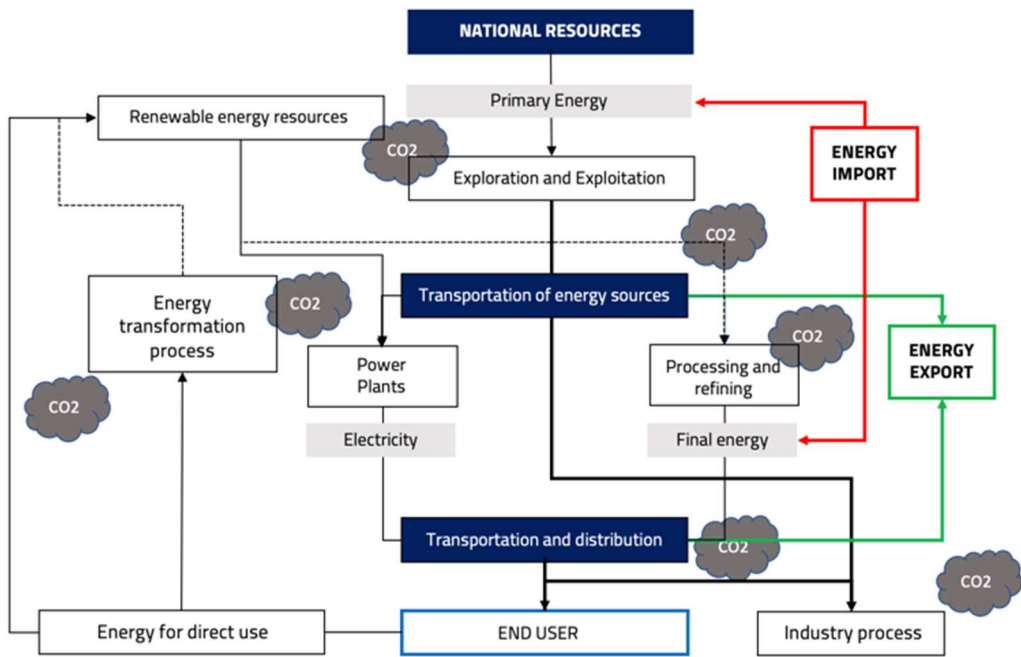 NATIONAL RESOURCES
Primary Energy
Renewable energy resources
CO2
ENERGY
IMPORT
Exploration and Exploitation
CO2
Energy
transformation
process
CO2
Transportation of energy sources
CO2
Power
Plants
Processing and
refining
ENERGY
EXPORT
CO2
Electricity
Final energy
Transportation and distribution
CO2
CO2
Energy for direct use
END USER
Industry process